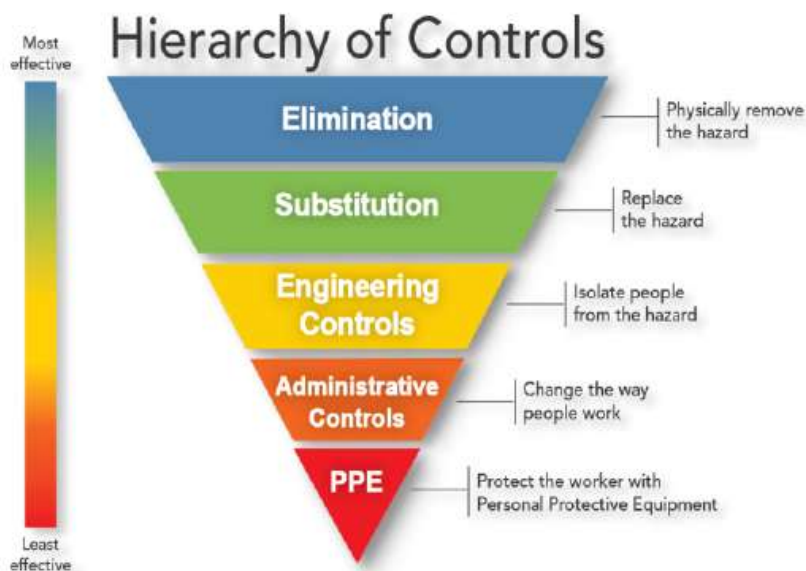 Hierarchy of Controls
Most
effective
Elimination
Physically remove
the hazard
Substitution
Replace
the hazard
Engineering
Controls
Isolate people
from the hazard
Administrative
Controls
Change the way
people work
PPE
Protect the worker with
Personal Protective Equipment
Least
effective